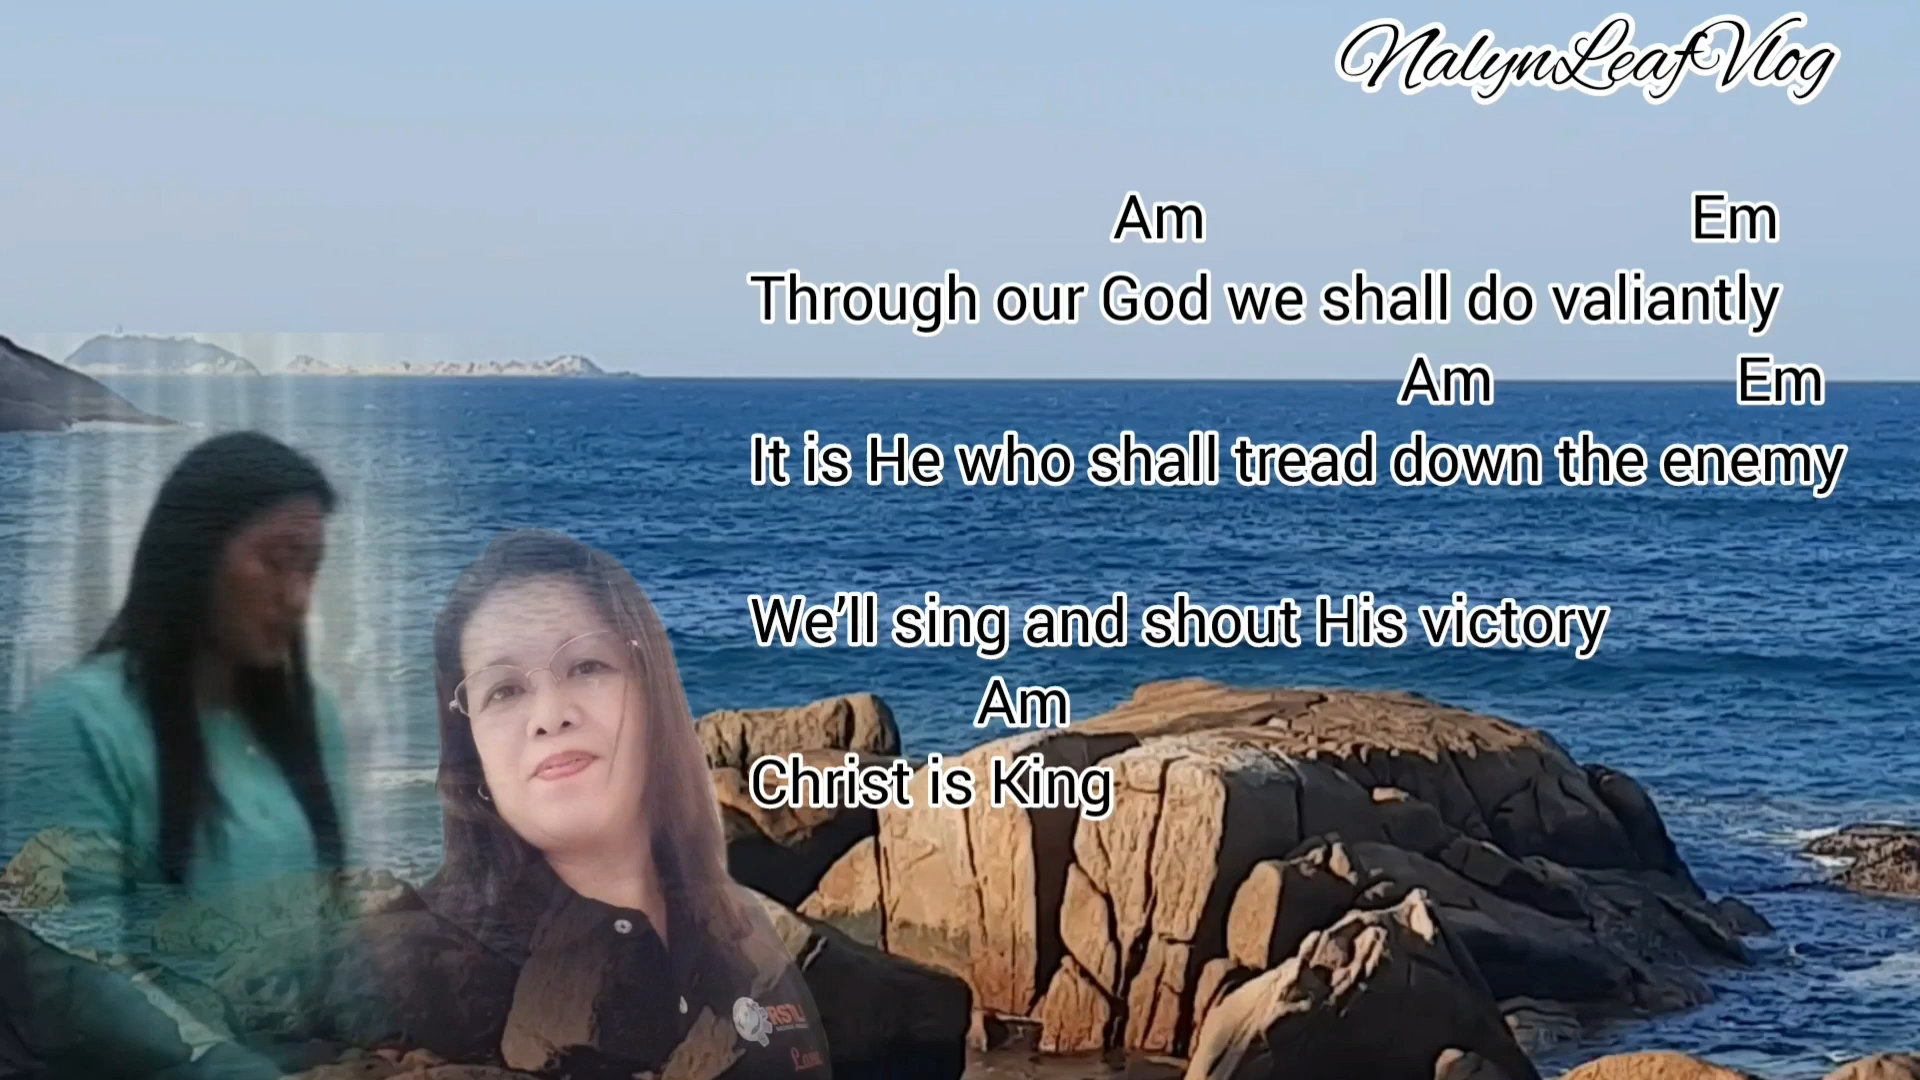 NalynLeafVlog
Am Em
Through our God we shall do valiantly
Am Em
It is He who shall tread down the enemy
We’ll sing and shout His victory
Am
Christ is King